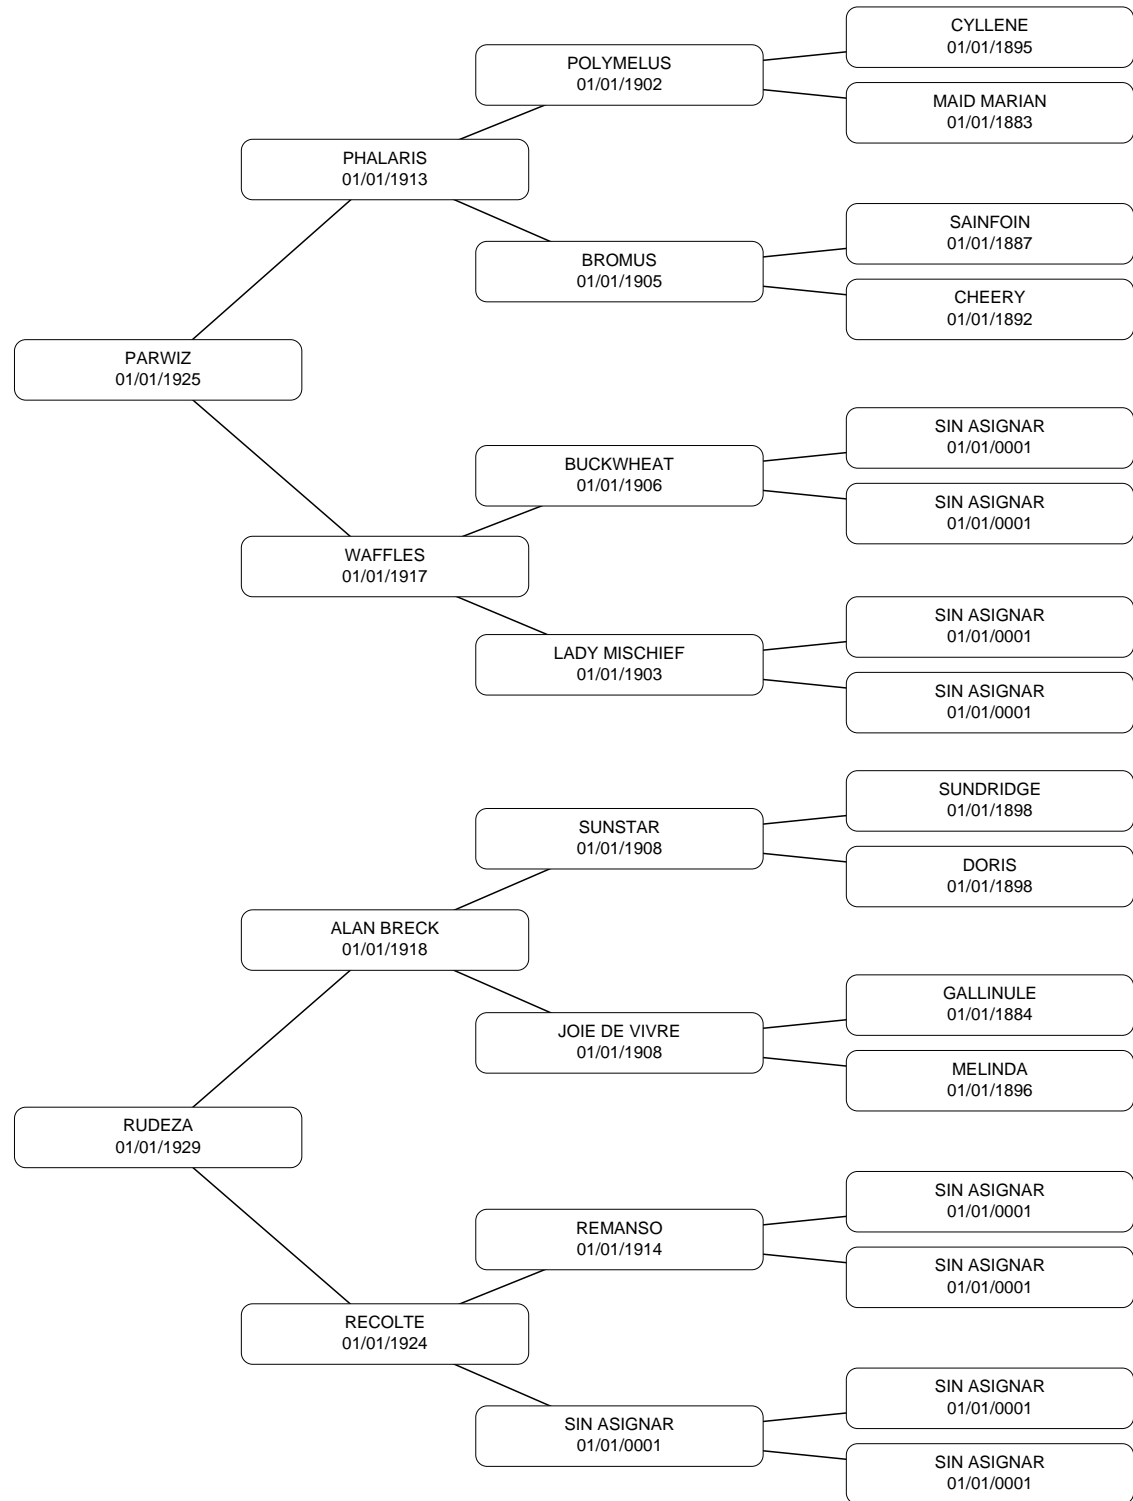 CYLLENE
01/01/1895
POLYMELUS
01/01/1902
MAID MARIAN
01/01/1883
PHALARIS
01/01/1913
SAINFOIN
01/01/1887
BROMUS
01/01/1905
CHEERY
01/01/1892
PARWIZ
01/01/1925
SIN ASIGNAR
01/01/0001
BUCKWHEAT
01/01/1906
SIN ASIGNAR
01/01/0001
WAFFLES
01/01/1917
SIN ASIGNAR
01/01/0001
LADY MISCHIEF
01/01/1903
SIN ASIGNAR
01/01/0001
SUNDRIDGE
01/01/1898
SUNSTAR
01/01/1908
DORIS
01/01/1898
ALAN BRECK
01/01/1918
GALLINULE
01/01/1884
JOIE DE VIVRE
01/01/1908
MELINDA
01/01/1896
RUDEZA
01/01/1929
SIN ASIGNAR
01/01/0001
REMANSO
01/01/1914
SIN ASIGNAR
01/01/0001
RECOLTE
01/01/1924
SIN ASIGNAR
01/01/0001
SIN ASIGNAR
01/01/0001
SIN ASIGNAR
01/01/0001